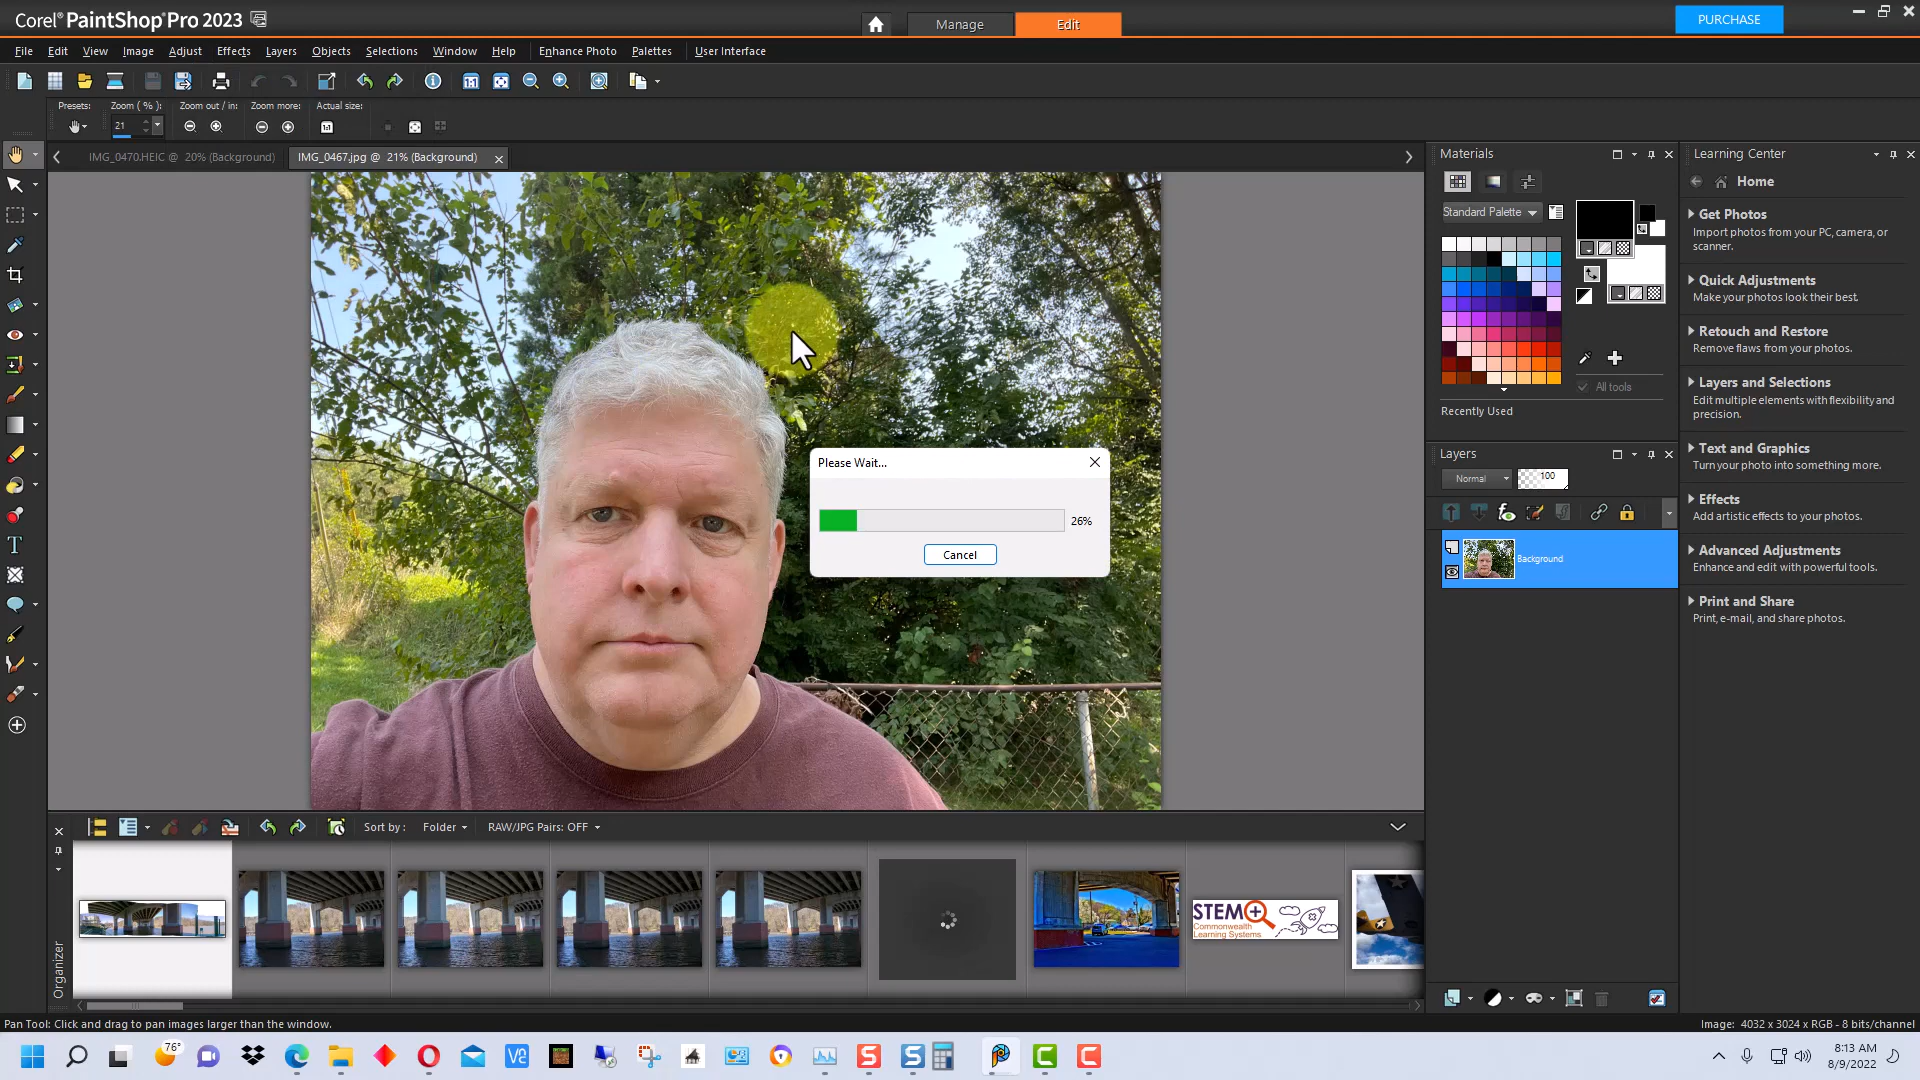 Corel® PaintShop® Pro 2023
Manage
Edit
PURCHASE
File Edit View Image Adjust Effects Layers Objects Selections Window Help Enhance Photo Palettes User Interface
Presets: Zoom ( % ): Zoom out / in: Zoom more: Actual size:
21
IMG_0470.HEIC @ 20% (Background)
IMG_0467.jpg @ 21% (Background)
Please Wait...
26%
Cancel
Materials
Standard Palette
All tools
Recently Used
Layers
Normal
100
Background
Learning Center
Home
Get Photos
Import photos from your PC, camera, or
scanner.
Quick Adjustments
Make your photos look their best.
Retouch and Restore
Remove flaws from your photos.
Layers and Selections
Edit multiple elements with flexibility and
precision.
Text and Graphics
Turn your photo into something more.
Effects
Add artistic effects to your photos.
Advanced Adjustments
Enhance and edit with powerful tools.
Print and Share
Print, e-mail, and share photos.
Organizer
Sort by : Folder RAW/JPG Pairs: OFF
STEM+
Commonwealth
Learning Systems
Pan Tool: Click and drag to pan images larger than the window.
Image: 4032 x 3024 x RGB - 8 bits/channel
76°
8:13 AM
8/9/2022